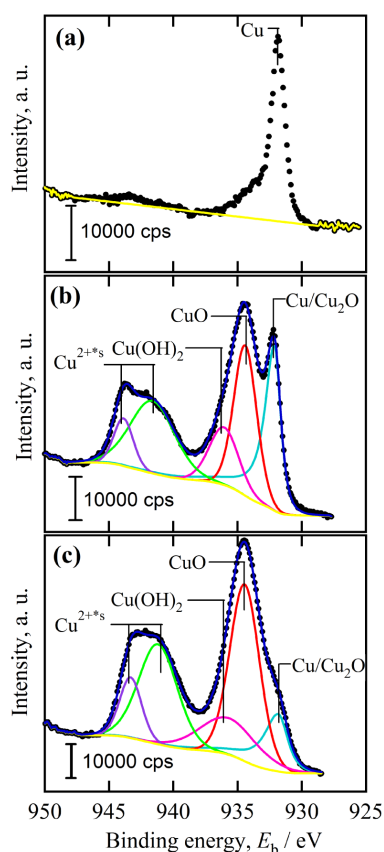 (a)
Cu
Intensity, a. u.
10000 cps
(b)
Cu/Cu₂O
CuO
Cu²⁺*ˢ Cu(OH)₂
Intensity, a. u.
10000 cps
(c)
CuO
Cu(OH)₂
Cu²⁺*ˢ
Cu/Cu₂O
Intensity, a. u.
10000 cps
950 945 940 935 930 925
Binding energy, E_b / eV